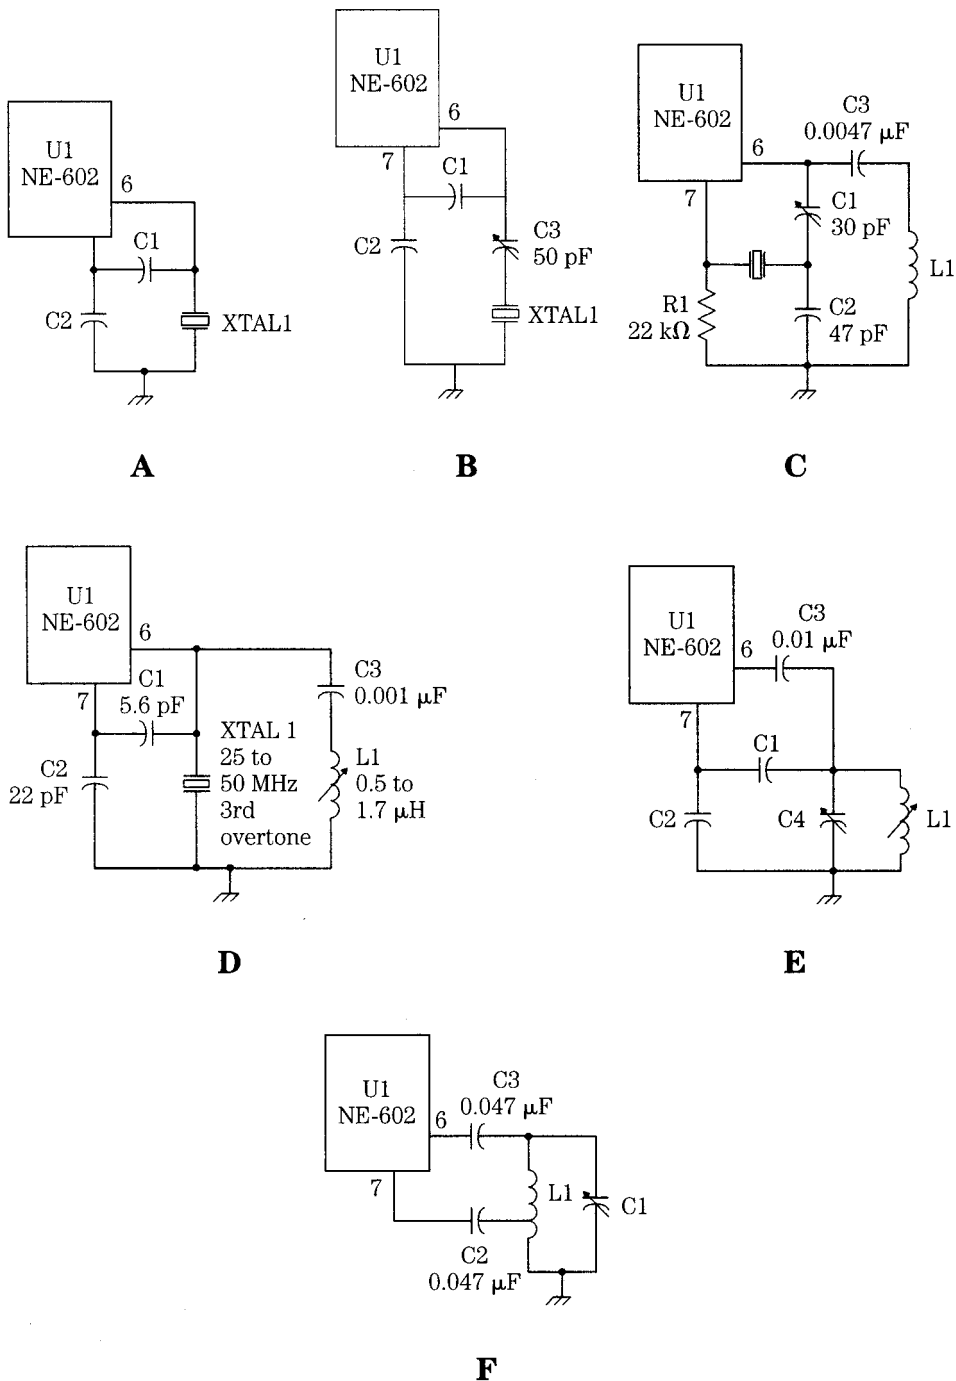 U1
NE-602
6
C1
C2
XTAL1
A
U1
NE-602
6
7
C1
C2
C3
50 pF
XTAL1
B
U1
NE-602
6
7
C3
0.0047 µF
C1
30 pF
L1
R1
22 kΩ
C2
47 pF
C
U1
NE-602
6
7
C1
5.6 pF
C2
22 pF
XTAL 1
25 to
50 MHz
3rd
overtone
C3
0.001 µF
L1
0.5 to
1.7 µH
D
U1
NE-602
6
7
C3
0.01 µF
C1
C2
C4
L1
E
U1
NE-602
6
7
C3
0.047 µF
L1
C1
C2
0.047 µF
F